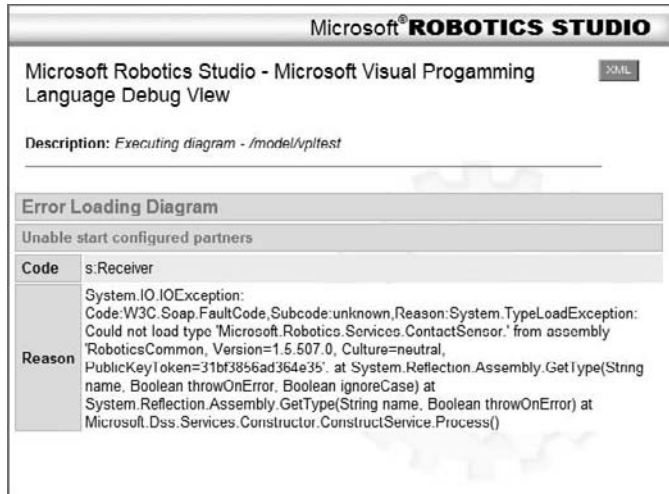 Microsoft®ROBOTICS STUDIO
Microsoft Robotics Studio - Microsoft Visual Progamming
Language Debug View
XML
Description: Executing diagram - /model/vpltest
Error Loading Diagram
Unable start configured partners
Code s:Receiver
Reason
System.IO.IOException:
Code:W3C.Soap.FaultCode,Subcode:unknown,Reason:System.TypeLoadException:
Could not load type 'Microsoft.Robotics.Services.ContactSensor.' from assembly
'RoboticsCommon, Version=1.5.507.0, Culture=neutral,
PublicKeyToken=31bf3856ad364e35'. at System.Reflection.Assembly.GetType(String
name, Boolean throwOnError, Boolean ignoreCase) at
System.Reflection.Assembly.GetType(String name, Boolean throwOnError) at
Microsoft.Dss.Services.Constructor.ConstructService.Process()